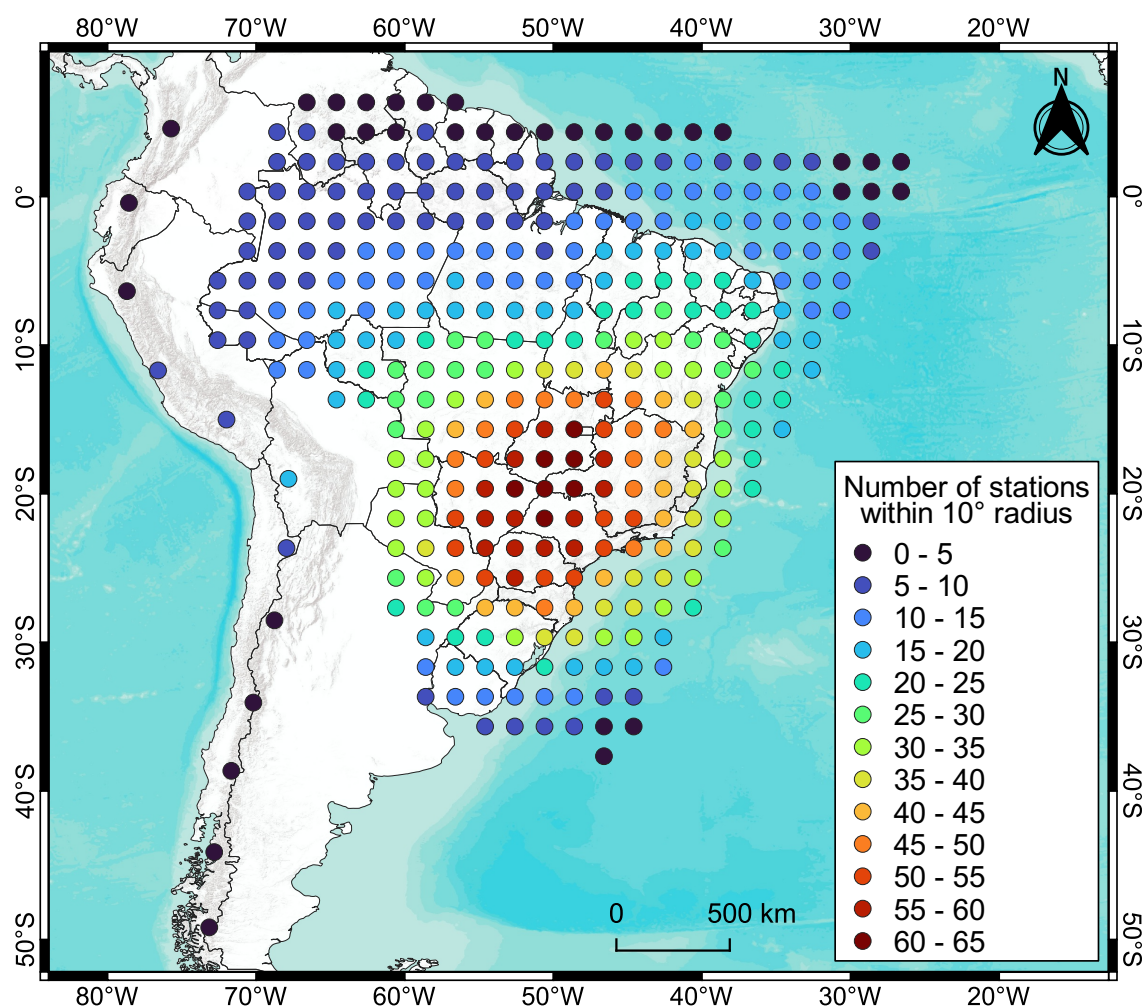 80°W 70°W 60°W 50°W 40°W 30°W 20°W
N
0° 0°
10°S 10°S
20°S 20°S
30°S 30°S
40°S 40°S
50°S 50°S
Number of stations
within 10° radius
0 - 5
5 - 10
10 - 15
15 - 20
20 - 25
25 - 30
30 - 35
35 - 40
40 - 45
45 - 50
50 - 55
55 - 60
60 - 65
0 500 km
80°W 70°W 60°W 50°W 40°W 30°W 20°W